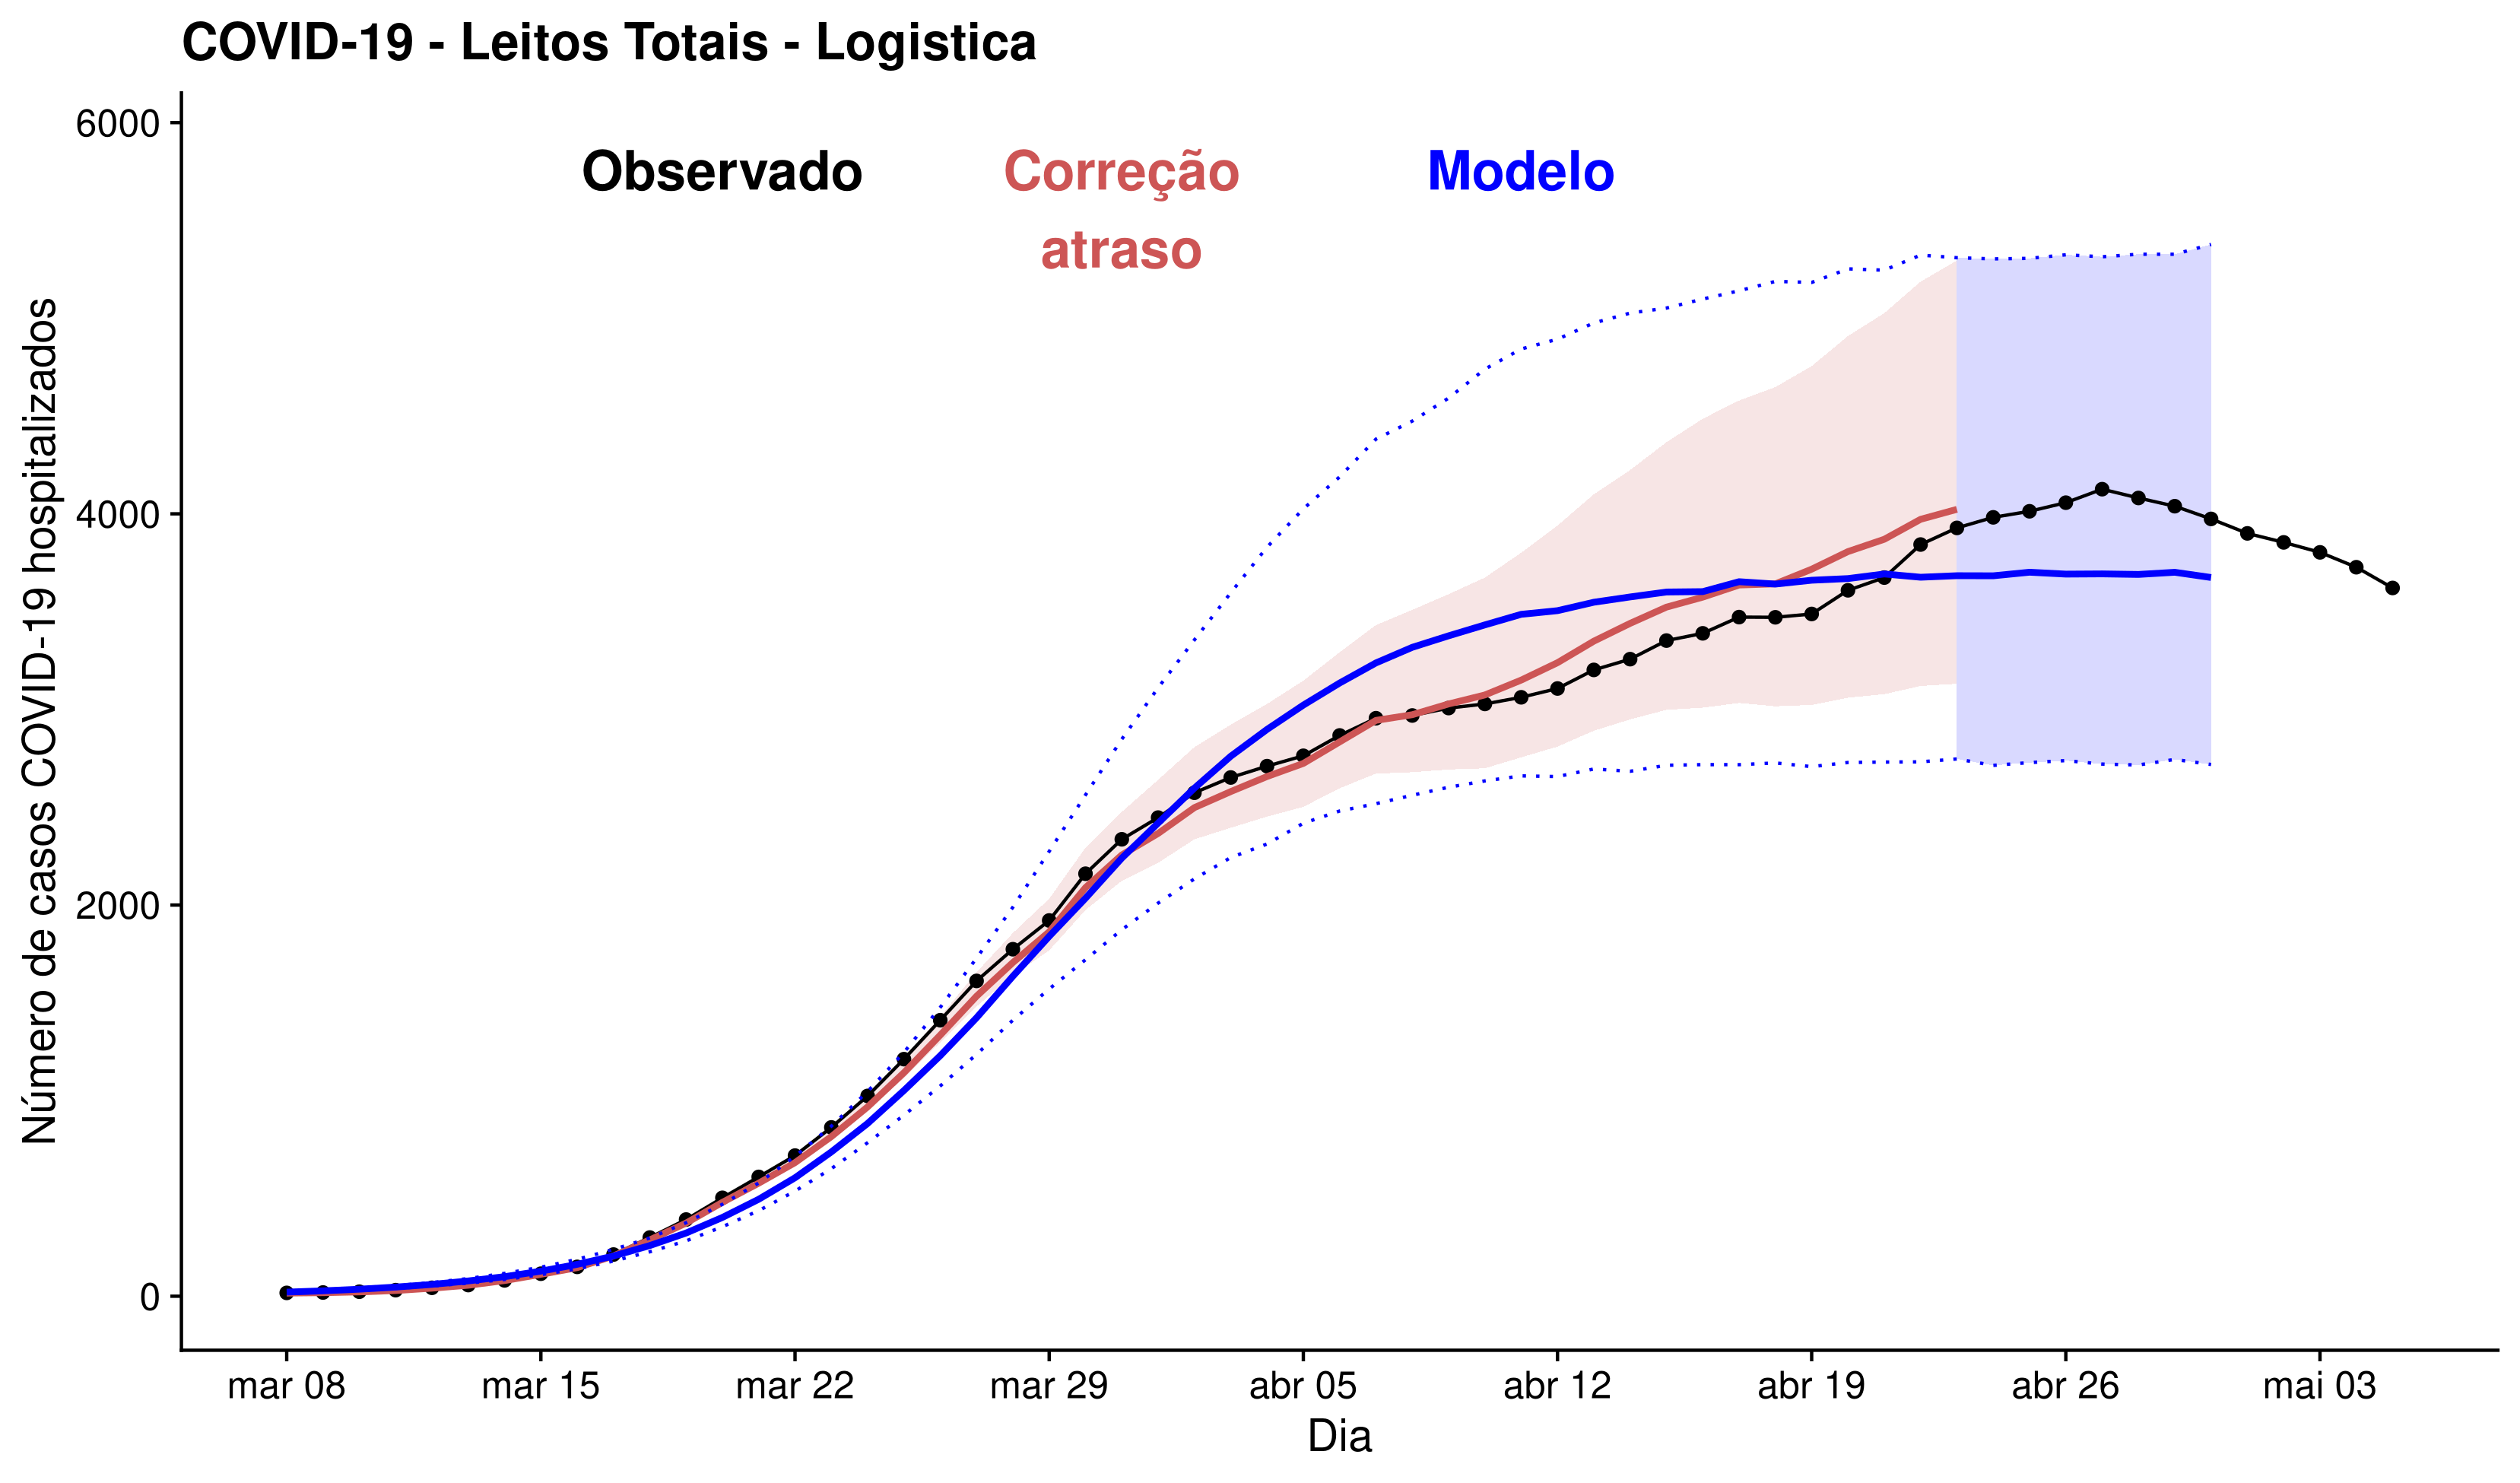 COVID-19 - Leitos Totais - Logistica
6000
Observado
Correção
atraso
Modelo
4000
2000
0
Número de casos COVID-19 hospitalizados
mar 08
mar 15
mar 22
mar 29
abr 05
abr 12
abr 19
abr 26
mai 03
Dia